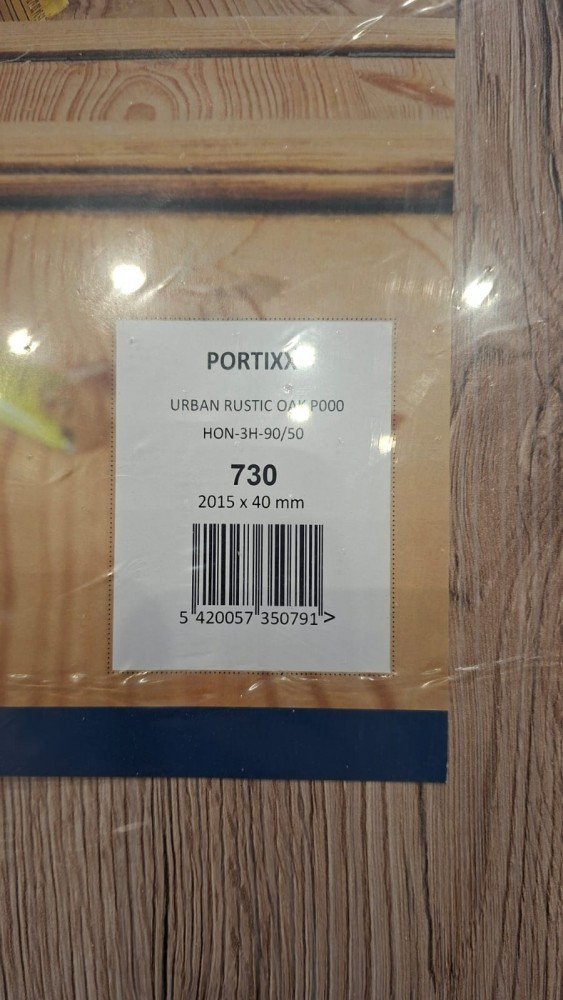 PORTIXX
URBAN RUSTIC OAK P000
HON-3H-90/50
730
2015 x 40 mm
5 420057 350791 >